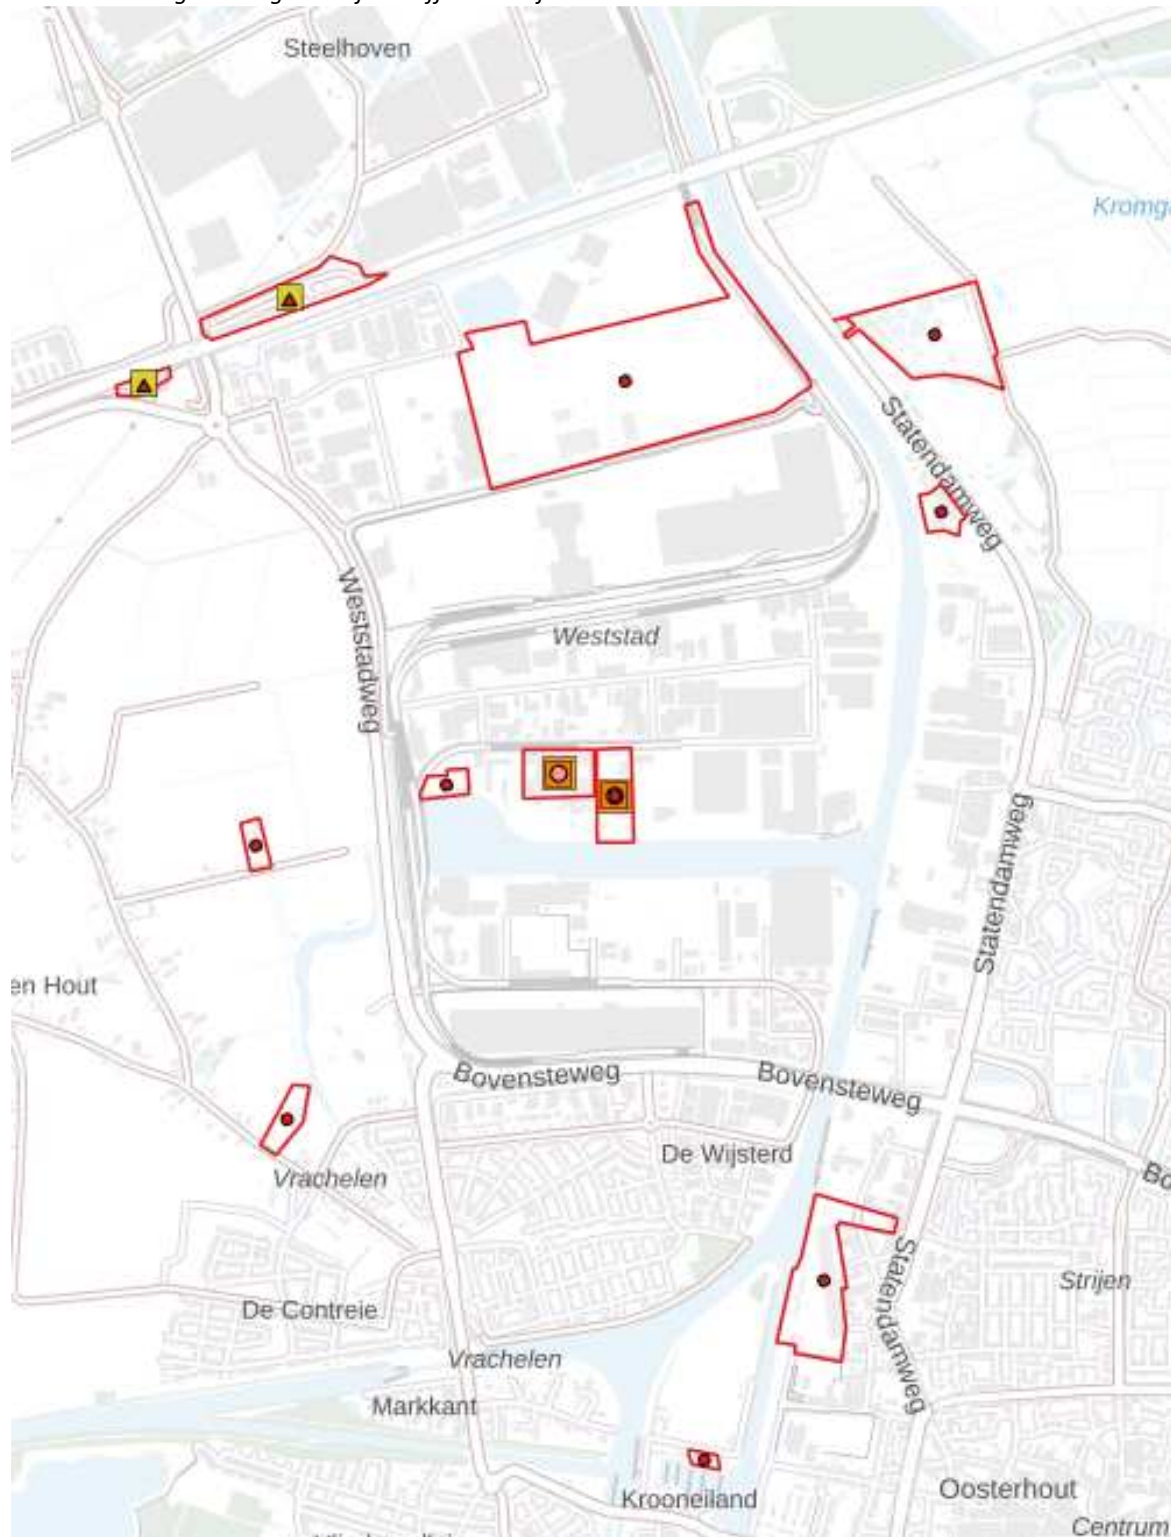 Steelhoven
Kromg
Statendamweg
Weststadweg
Weststad
Statendamweg
en Hout
Bovensteweg
Bovensteweg
De Wijsterd
Vrachelen
Bo
Statendamweg
Strijen
De Contreie
Vrachelen
Markkant
Oosterhout
Krooneiland
Centrum